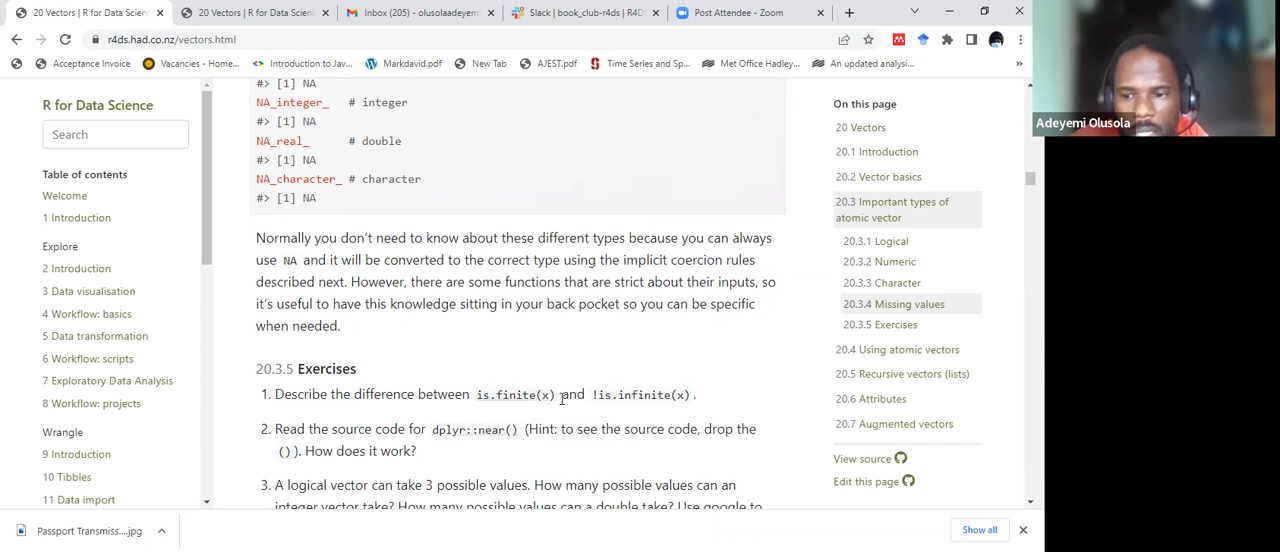 20 Vectors | R for Data Science
20 Vectors | R for Data Scienc
Inbox (205) - olusolaadeyem
Slack | book_club-r4ds | R4D
Post Attendee - Zoom
r4ds.had.co.nz/vectors.html
Acceptance Invoice
Vacancies - Home...
Introduction to Jav...
Markdavid.pdf
New Tab
AJEST.pdf
Time Series and Sp...
Met Office Hadley...
An updated analysi...
»
R for Data Science
Search
Table of contents
Welcome
1 Introduction
Explore
2 Introduction
3 Data visualisation
4 Workflow: basics
5 Data transformation
6 Workflow: scripts
7 Exploratory Data Analysis
8 Workflow: projects
Wrangle
9 Introduction
10 Tibbles
11 Data import
#> [1] NA
NA_integer_ # integer
#> [1] NA
NA_real_ # double
#> [1] NA
NA_character_ # character
#> [1] NA
Normally you don't need to know about these different types because you can always
use NA and it will be converted to the correct type using the implicit coercion rules
described next. However, there are some functions that are strict about their inputs, so
it's useful to have this knowledge sitting in your back pocket so you can be specific
when needed.
20.3.5 Exercises
1. Describe the difference between is.finite(x) and !is.infinite(x).
2. Read the source code for dplyr::near() (Hint: to see the source code, drop the
()). How does it work?
3. A logical vector can take 3 possible values. How many possible values can an
integer vector take? How many possible values can a double take? Use google to
On this page
20 Vectors
20.1 Introduction
20.2 Vector basics
20.3 Important types of
atomic vector
20.3.1 Logical
20.3.2 Numeric
20.3.3 Character
20.3.4 Missing values
20.3.5 Exercises
20.4 Using atomic vectors
20.5 Recursive vectors (lists)
20.6 Attributes
20.7 Augmented vectors
View source
Edit this page
Adeyemi Olusola
Passport Transmiss....jpg
Show all